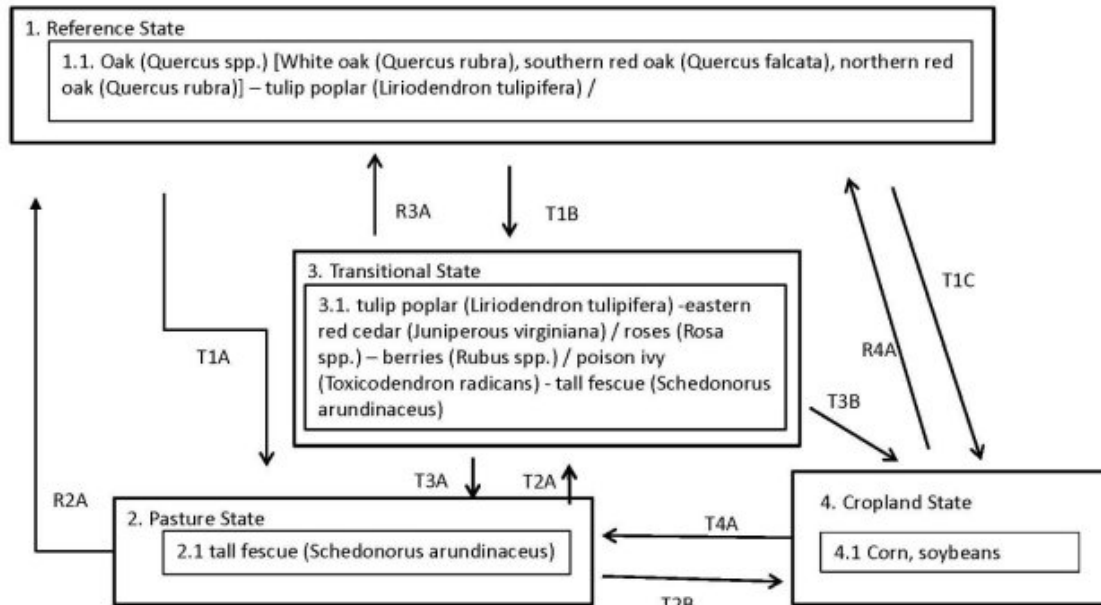 1. Reference State
1.1. Oak (Quercus spp.) [White oak (Quercus rubra), southern red oak (Quercus falcata), northern red
oak (Quercus rubra)] – tulip poplar (Liriodendron tulipifera) /
R3A
T1B
T1C
3. Transitional State
3.1. tulip poplar (Liriodendron tulipifera) -eastern
red cedar (Juniperous virginiana) / roses (Rosa
spp.) – berries (Rubus spp.) / poison ivy
(Toxicodendron radicans) - tall fescue (Schedonorus
arundinaceus)
T1A
R4A
T3B
R2A
T3A
T2A
2. Pasture State
2.1 tall fescue (Schedonorus arundinaceus)
T4A
4. Cropland State
4.1 Corn, soybeans
T2B